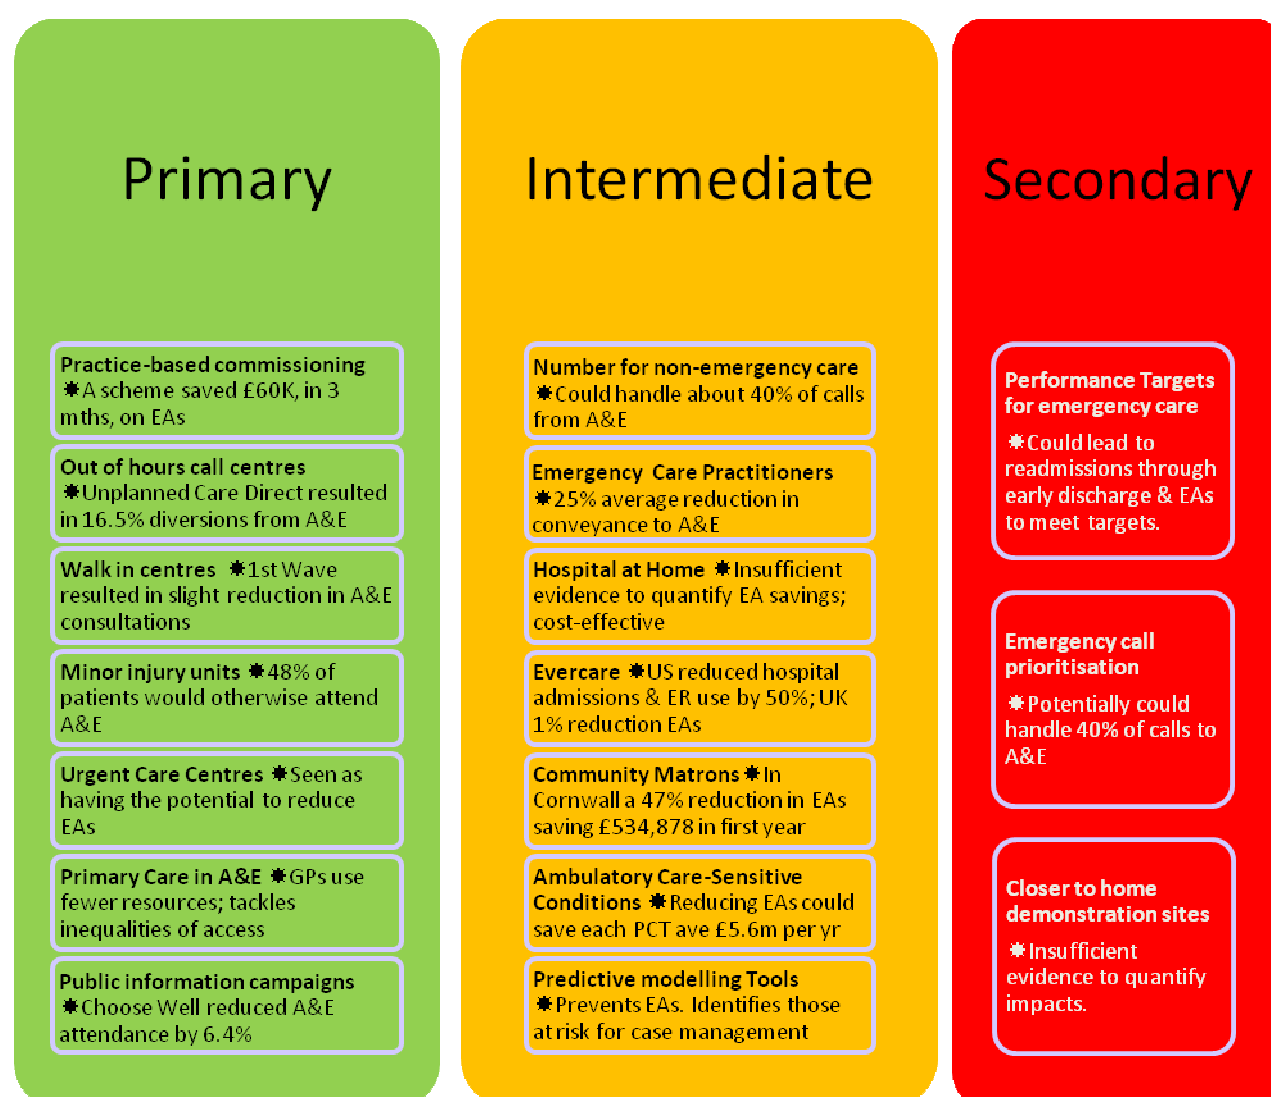 Primary
Practice-based commissioning
✷A scheme saved £60K, in 3
mths, on EAs
Out of hours call centres
✷Unplanned Care Direct resulted
in 16.5% diversions from A&E
Walk in centres ✷1st Wave
resulted in slight reduction in A&E
consultations
Minor injury units ✷48% of
patients would otherwise attend
A&E
Urgent Care Centres ✷Seen as
having the potential to reduce
EAs
Primary Care in A&E ✷GPs use
fewer resources; tackles
inequalities of access
Public information campaigns
✷Choose Well reduced A&E
attendance by 6.4%
Intermediate
Number for non-emergency care
✷Could handle about 40% of calls
from A&E
Emergency Care Practitioners
✷25% average reduction in
conveyance to A&E
Hospital at Home ✷Insufficient
evidence to quantify EA savings;
cost-effective
Evercare ✷US reduced hospital
admissions & ER use by 50%; UK
1% reduction EAs
Community Matrons ✷In
Cornwall a 47% reduction in EAs
saving £534,878 in first year
Ambulatory Care-Sensitive
Conditions ✷Reducing EAs could
save each PCT ave £5.6m per yr
Predictive modelling Tools
✷Prevents EAs. Identifies those
at risk for case management
Secondary
Performance Targets
for emergency care
✷Could lead to
readmissions through
early discharge & EAs
to meet targets.
Emergency call
prioritisation
✷Potentially could
handle 40% of calls to
A&E
Closer to home
demonstration sites
✷Insufficient
evidence to quantify
impacts.